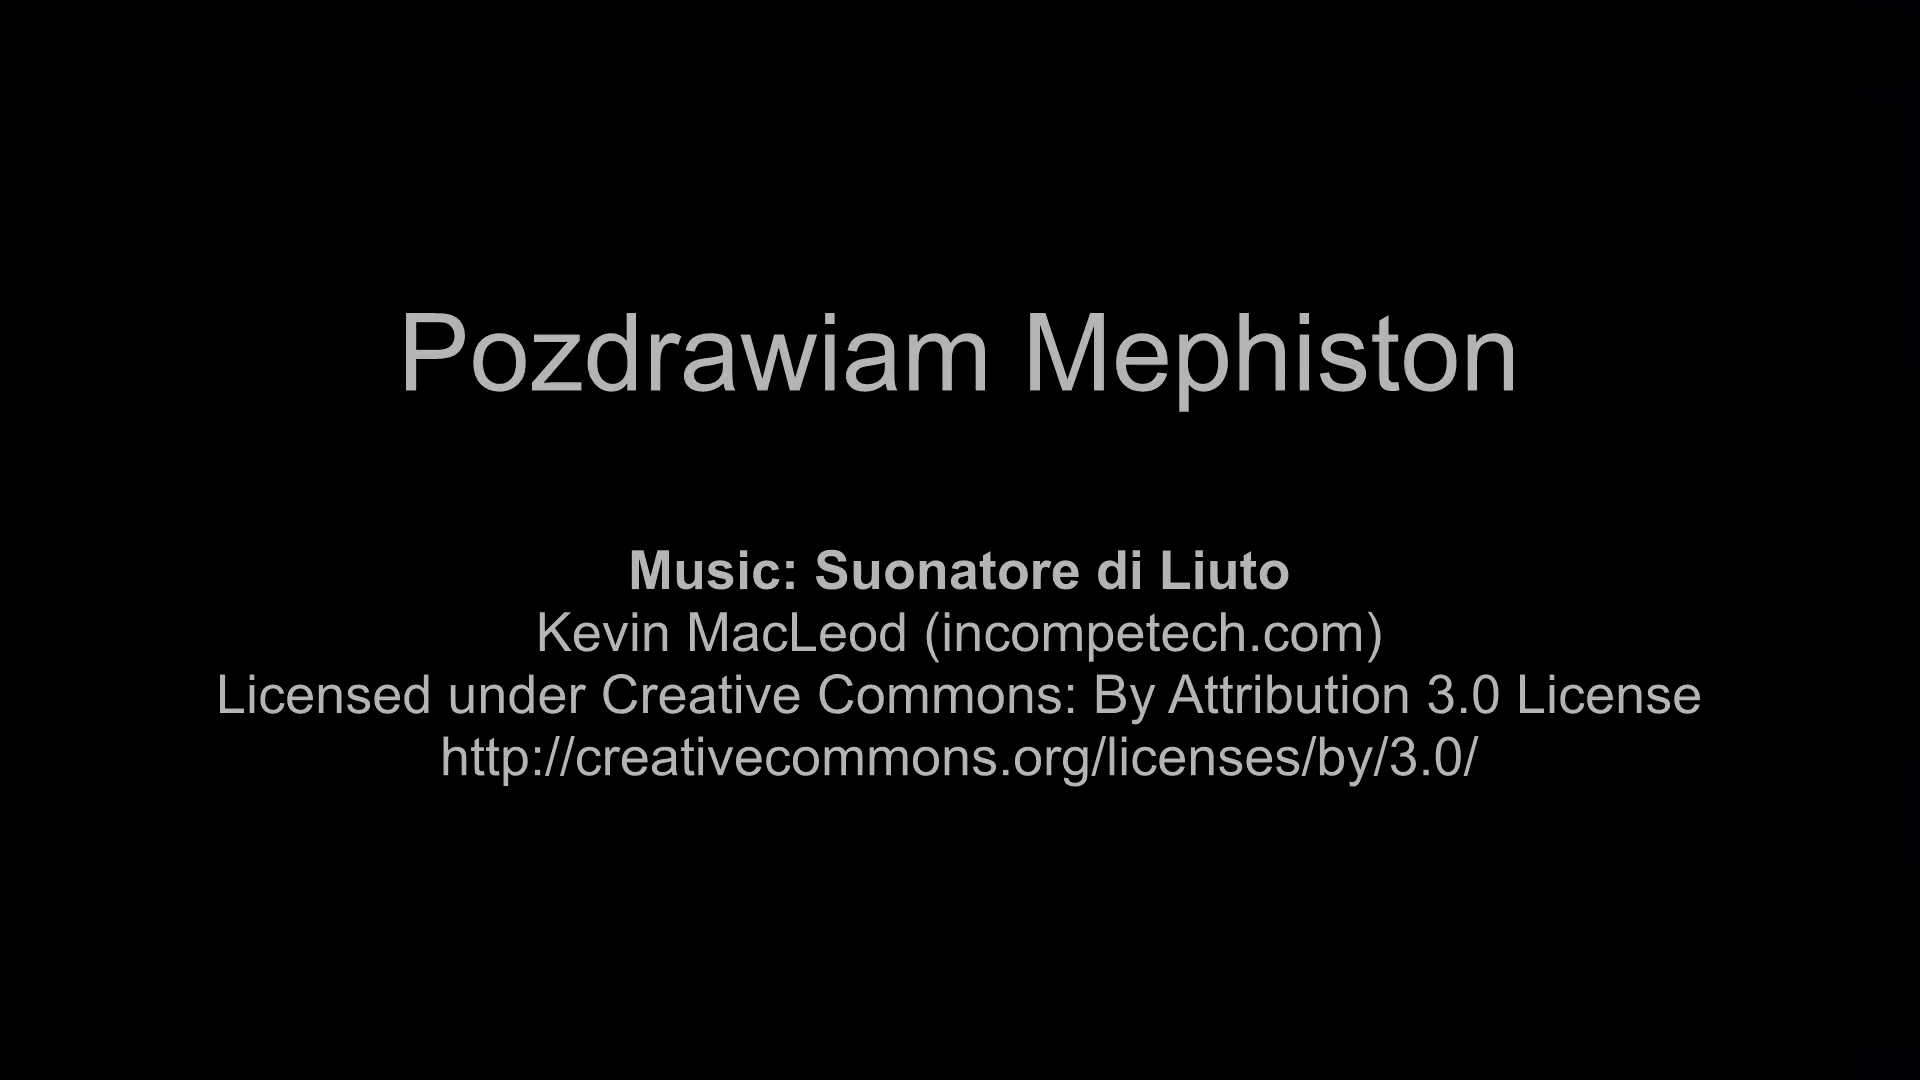 Pozdrawiam Mephiston
Music: Suonatore di Liuto
Kevin MacLeod (incompetech.com)
Licensed under Creative Commons: By Attribution 3.0 License
http://creativecommons.org/licenses/by/3.0/